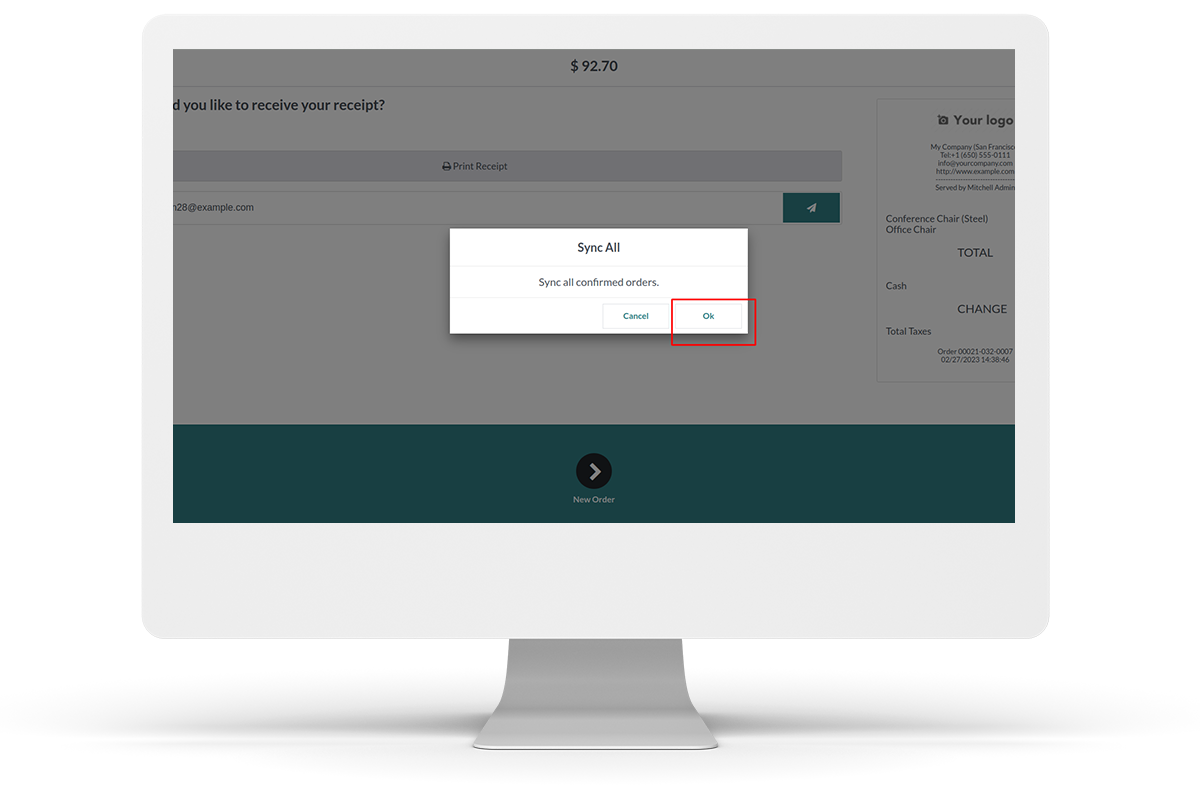 $ 92.70
d you like to receive your receipt?
Print Receipt
28@example.com
Sync All
Sync all confirmed orders.
Cancel
Ok
Your logo
My Company (San Francisco
Tel:+1 (650) 555-0111
info@yourcompany.com
http://www.example.com
--------------------------------
Served by Mitchell Admin
Conference Chair (Steel)
Office Chair
TOTAL
Cash
CHANGE
Total Taxes
Order 00021-032-0007
02/27/2023 14:38:46
New Order